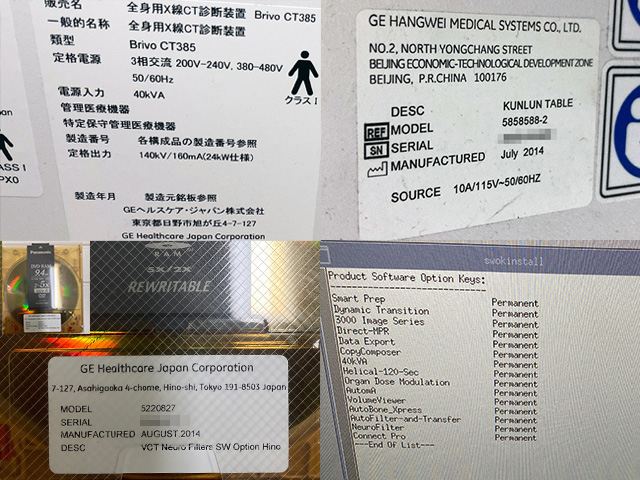 販売名 全身用X線CT診断装置 Brivo CT385
一般的名称 全身用X線CT診断装置
類型 Brivo CT385
定格電源 3相交流 200V-240V, 380-480V
50/60Hz
電源入力 40kVA
クラス I
管理医療機器
特定保守管理医療機器
製造番号 各構成品の製造番号参照
定格出力 140kV/160mA(24kW仕様)
製造年月 製造元銘板参照
GEヘルスケア・ジャパン株式会社
東京都日野市旭が丘4-7-127
GE Healthcare Japan Corporation
ASS I
PX0
GE HANGWEI MEDICAL SYSTEMS CO., LTD.
NO.2, NORTH YONGCHANG STREET
BEIJING ECONOMIC-TECHNOLOGICAL DEVELOPMENT ZONE
BEIJING, P.R.CHINA 100176
DESC KUNLUN TABLE
REF MODEL 5858588-2
SN SERIAL
MANUFACTURED July 2014
SOURCE 10A/115V~50/60HZ
Panasonic
DVD-RAM
9.4
RAM
5X/2X
REWRITABLE
GE Healthcare Japan Corporation
7-127, Asahigaoka 4-chome, Hino-shi, Tokyo 191-8503 Japan
MODEL 5220827
SERIAL
MANUFACTURED AUGUST 2014
DESC VCT Neuro Filters SW Option Hino
swokinstall
Product Software Option Keys:
Smart Prep Permanent
Dynamic Transition Permanent
3000 Image Series Permanent
Direct-MPR Permanent
Data Export Permanent
CopyComposer Permanent
40kVA Permanent
Helical-120-Sec Permanent
Organ Dose Modulation Permanent
AutomA Permanent
VolumeViewer Permanent
AutoBone_Xpress Permanent
AutoFilter-and-Transfer Permanent
NeuroFilter Permanent
Connect Pro Permanent
---End Of List---